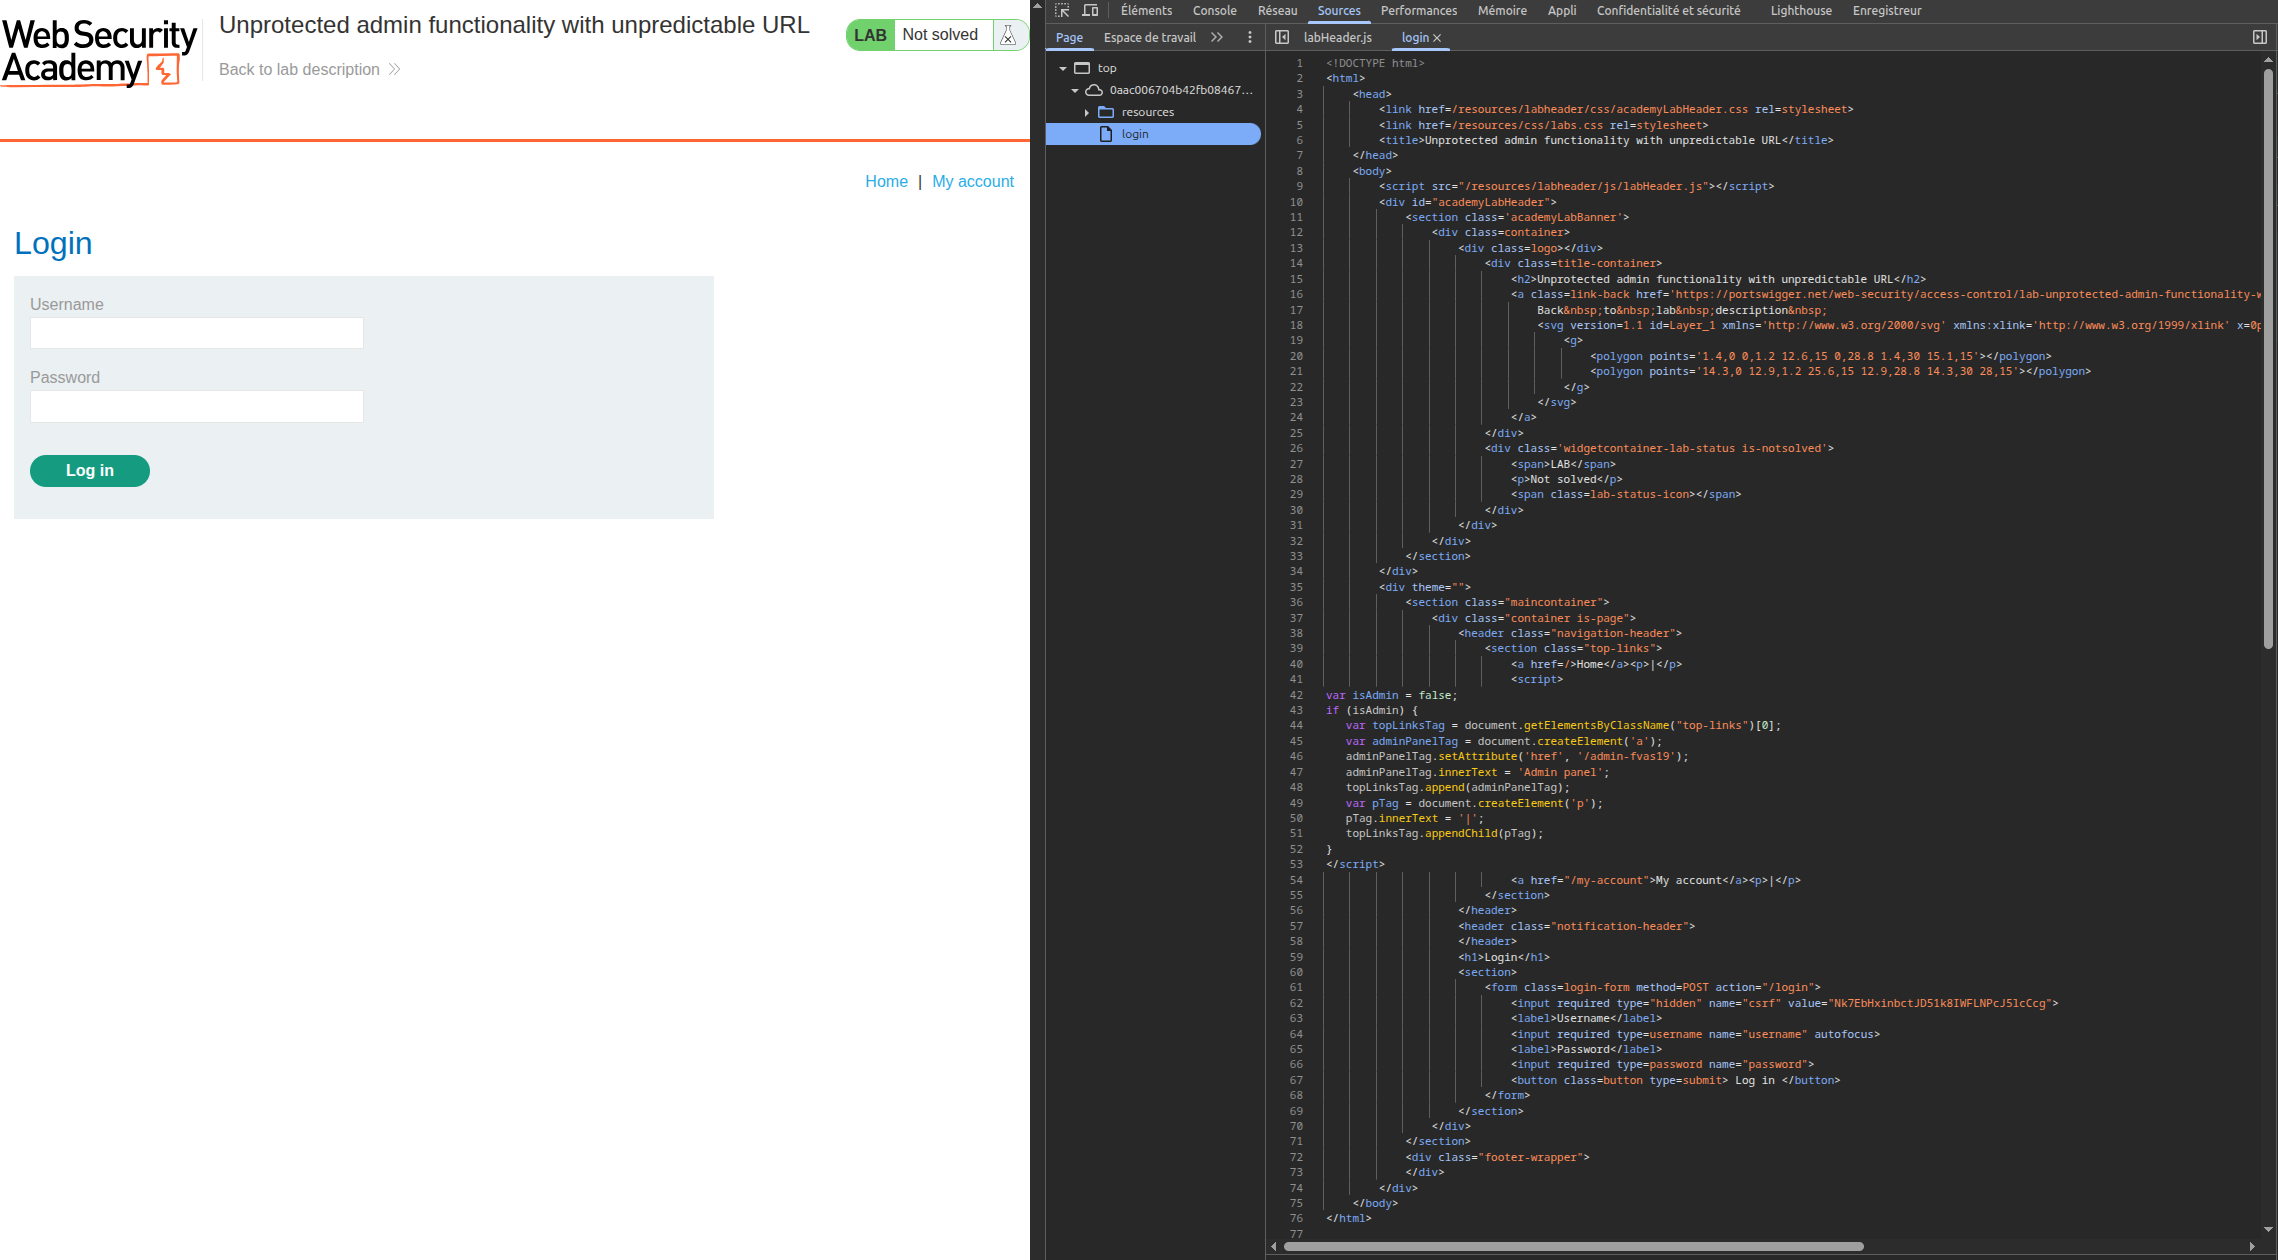 Web Security
Academy
Unprotected admin functionality with unpredictable URL
Back to lab description
LAB
Not solved
Home | My account
Login
Username
Password
Log in
Éléments Console Réseau Sources Performances Mémoire Appli Confidentialité et sécurité Lighthouse Enregistreur
Page Espace de travail labHeader.js login
top
0aac006704b42fb08467...
resources
login
1 <!DOCTYPE html>
2 <html>
3 <head>
4 <link href=/resources/labheader/css/academyLabHeader.css rel=stylesheet>
5 <link href=/resources/css/labs.css rel=stylesheet>
6 <title>Unprotected admin functionality with unpredictable URL</title>
7 </head>
8 <body>
9 <script src="/resources/labheader/js/labHeader.js"></script>
10 <div id="academyLabHeader">
11 <section class='academyLabBanner'>
12 <div class=container>
13 <div class=logo></div>
14 <div class=title-container>
15 <h2>Unprotected admin functionality with unpredictable URL</h2>
16 <a class=link-back href='https://portswigger.net/web-security/access-control/lab-unprotected-admin-functionality-w
17 Back&nbsp;to&nbsp;lab&nbsp;description&nbsp;
18 <svg version=1.1 id=Layer_1 xmlns='http://www.w3.org/2000/svg' xmlns:xlink='http://www.w3.org/1999/xlink' x=0p
19 <g>
20 <polygon points='1.4,0 0,1.2 12.6,15 0,28.8 1.4,30 15.1,15'></polygon>
21 <polygon points='14.3,0 12.9,1.2 25.6,15 12.9,28.8 14.3,30 28,15'></polygon>
22 </g>
23 </svg>
24 </a>
25 </div>
26 <div class='widgetcontainer-lab-status is-notsolved'>
27 <span>LAB</span>
28 <p>Not solved</p>
29 <span class=lab-status-icon></span>
30 </div>
31 </div>
32 </div>
33 </section>
34 </div>
35 <div theme="">
36 <section class="maincontainer">
37 <div class="container is-page">
38 <header class="navigation-header">
39 <section class="top-links">
40 <a href=/>Home</a><p>|</p>
41 <script>
42 var isAdmin = false;
43 if (isAdmin) {
44 var topLinksTag = document.getElementsByClassName("top-links")[0];
45 var adminPanelTag = document.createElement('a');
46 adminPanelTag.setAttribute('href', '/admin-fvas19');
47 adminPanelTag.innerText = 'Admin panel';
48 topLinksTag.append(adminPanelTag);
49 var pTag = document.createElement('p');
50 pTag.innerText = '|';
51 topLinksTag.appendChild(pTag);
52 }
53 </script>
54 <a href="/my-account">My account</a><p>|</p>
55 </section>
56 </header>
57 <header class="notification-header">
58 </header>
59 <h1>Login</h1>
60 <section>
61 <form class=login-form method=POST action="/login">
62 <input required type="hidden" name="csrf" value="Nk7EbHxinbctJD51k8IWFLNPcJ51cCcg">
63 <label>Username</label>
64 <input required type=username name="username" autofocus>
65 <label>Password</label>
66 <input required type=password name="password">
67 <button class=button type=submit> Log in </button>
68 </form>
69 </section>
70 </div>
71 </section>
72 <div class="footer-wrapper">
73 </div>
74 </div>
75 </body>
76 </html>
77